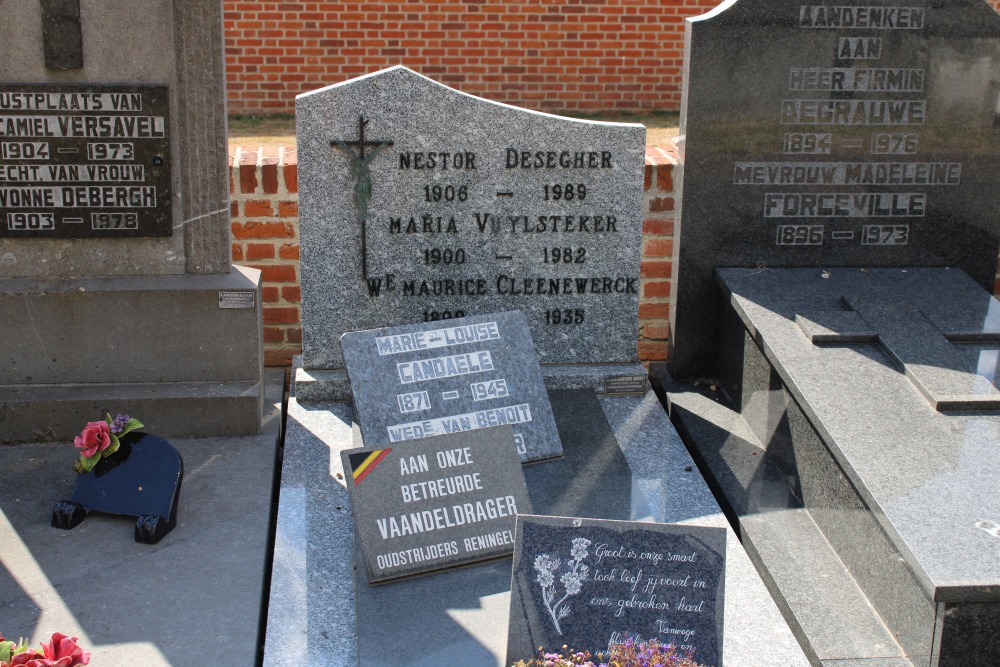 RUSTPLAATS VAN
CAMIEL VERSAVEL
1904 – 1973
ECHT. VAN VROUW
YVONNE DEBERGH
1903 – 1978
NESTOR DESEGHER
1906 – 1989
MARIA VUYLSTEKER
1900 – 1982
WE MAURICE CLEENEWERCK
1935
MARIE-LOUISE
CANDAELE
1871 – 1945
WEDE VAN BENOIT
AAN ONZE
BETREURDE
VAANDELDRAGER
OUDSTRIJDERS RENINGEL
Groot is onze smart
toch leef jij voort in
ons gebroken hart
Vanwege
AANDENKEN
AAN
HEER FIRMIN
DEGRAUWE
1894 – 1976
MEVROUW MADELEINE
FORCEVILLE
1896 – 1973